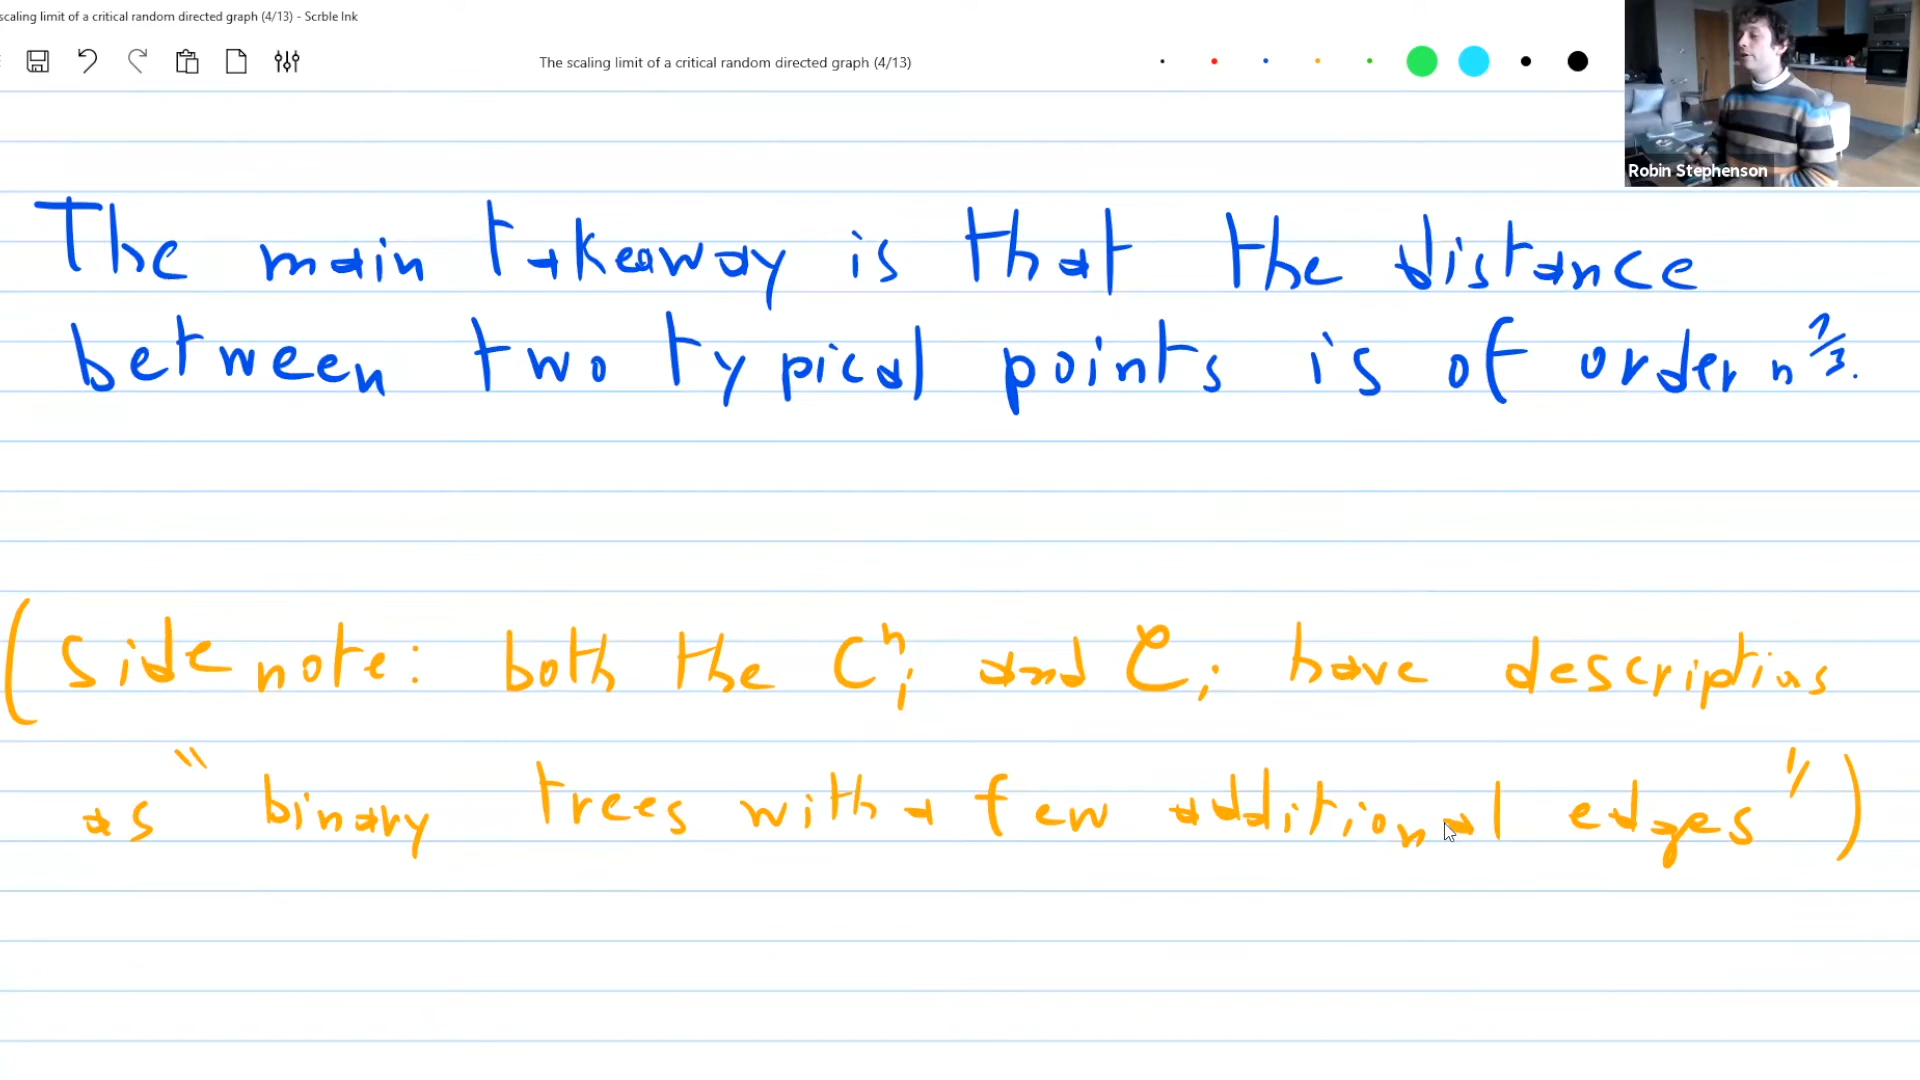 scaling limit of a critical random directed graph (4/13) - Scrble Ink
The scaling limit of a critical random directed graph (4/13)
Robin Stephenson
The main takeaway is that the distance
between two typical points is of order n^{1/3}.
(Side note: both the C^n_i and 𝒞_i have descriptions
as "binary trees with a few additional edges")